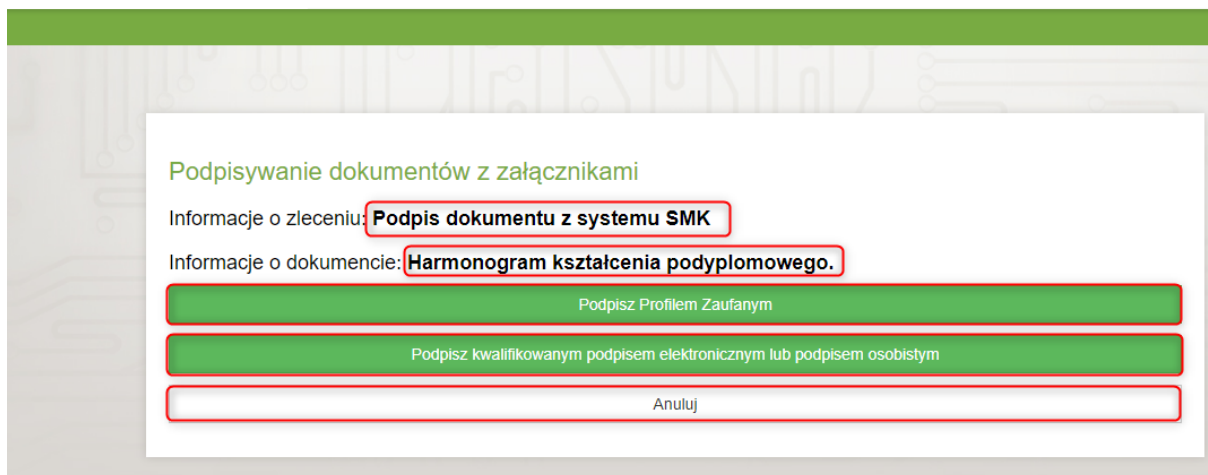 Podpisywanie dokumentów z załącznikami
Informacje o zleceniu: Podpis dokumentu z systemu SMK
Informacje o dokumencie: Harmonogram kształcenia podyplomowego.
Podpisz Profilem Zaufanym
Podpisz kwalifikowanym podpisem elektronicznym lub podpisem osobistym
Anuluj